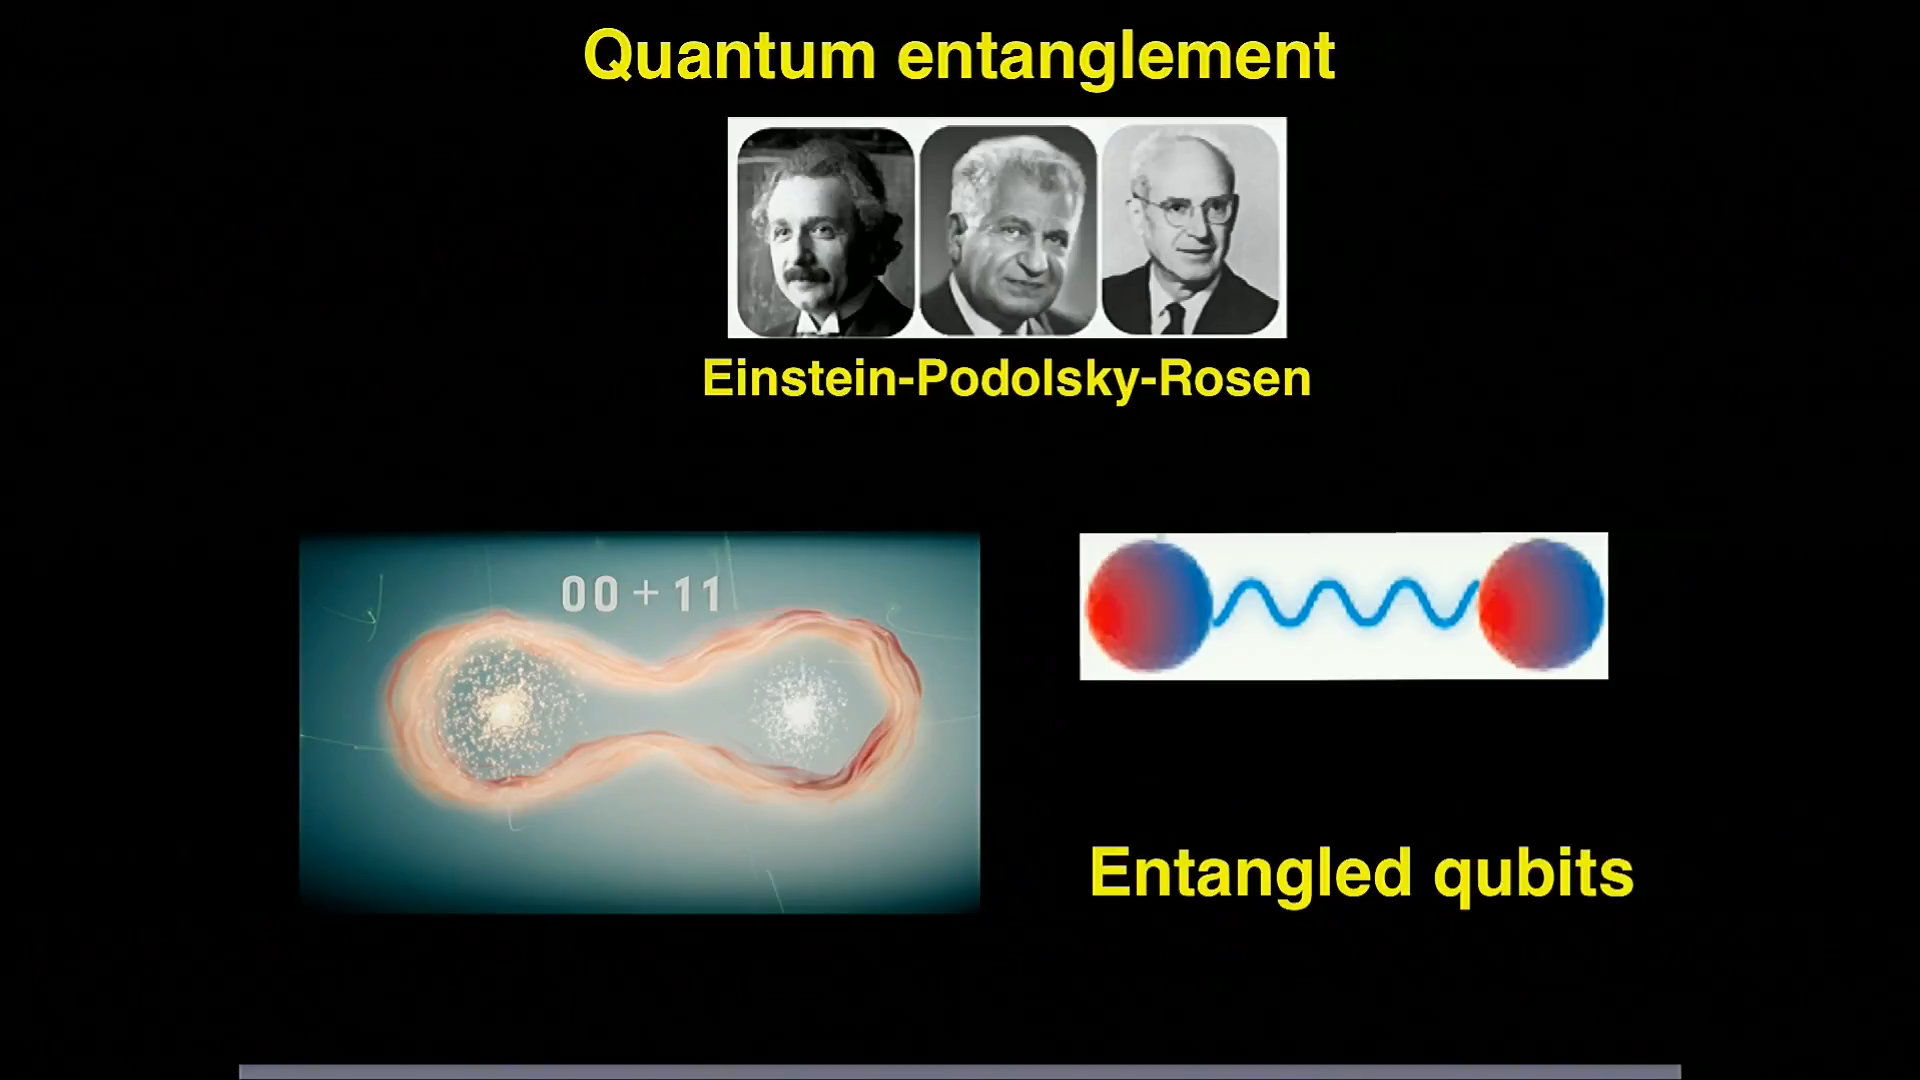 Quantum entanglement
Einstein-Podolsky-Rosen
00 + 11
Entangled qubits